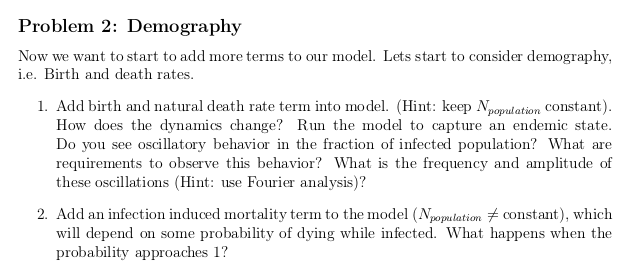 Problem 2: Demography
Now we want to start to add more terms to our model. Lets start to consider demography,
i.e. Birth and death rates.
1. Add birth and natural death rate term into model. (Hint: keep N_{population} constant).
How does the dynamics change? Run the model to capture an endemic state.
Do you see oscillatory behavior in the fraction of infected population? What are
requirements to observe this behavior? What is the frequency and amplitude of
these oscillations (Hint: use Fourier analysis)?
2. Add an infection induced mortality term to the model (N_{population} ≠ constant), which
will depend on some probability of dying while infected. What happens when the
probability approaches 1?